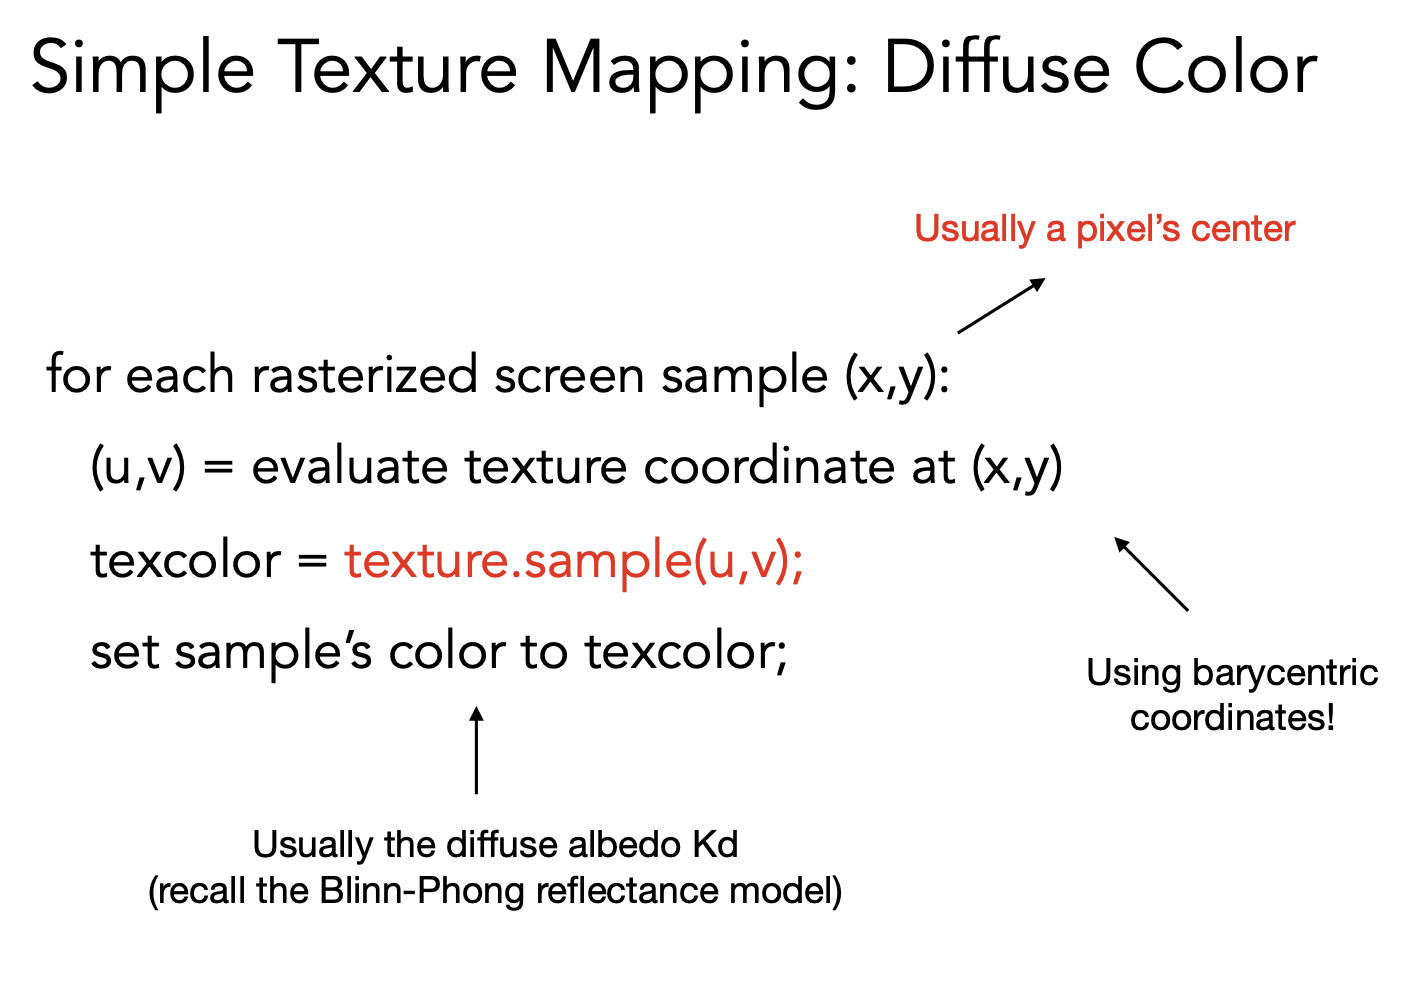 Simple Texture Mapping: Diffuse Color
Usually a pixel’s center
for each rasterized screen sample (x,y):
(u,v) = evaluate texture coordinate at (x,y)
texcolor = texture.sample(u,v);
set sample’s color to texcolor;
Using barycentric
coordinates!
Usually the diffuse albedo Kd
(recall the Blinn-Phong reflectance model)